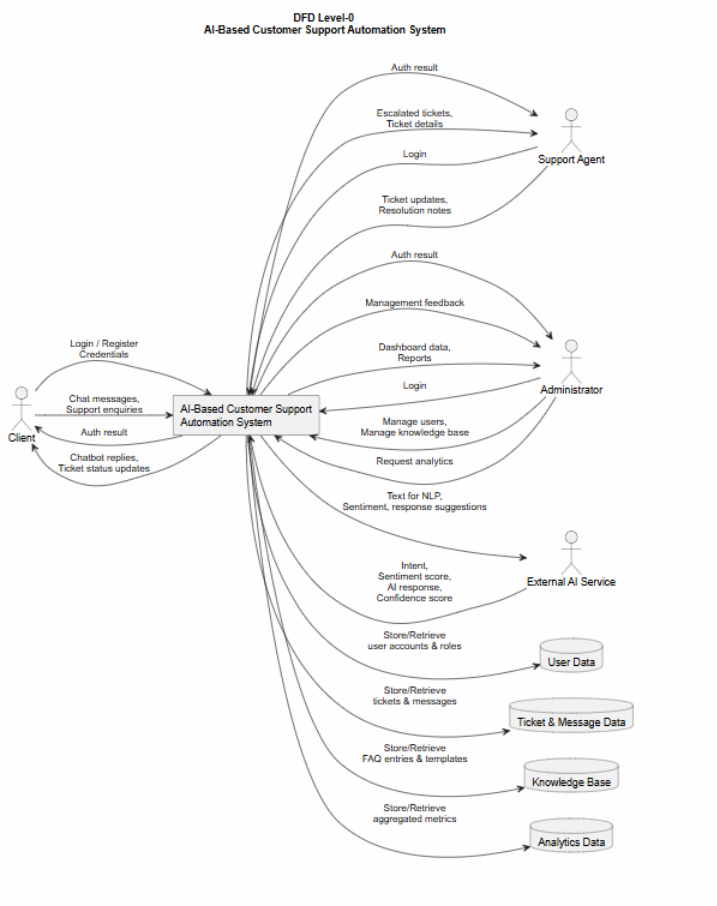 DFD Level-0
AI-Based Customer Support Automation System
Auth result
Escalated tickets,
Ticket details
Support Agent
Login
Ticket updates,
Resolution notes
Auth result
Management feedback
Dashboard data,
Reports
Administrator
Login
Manage users,
Manage knowledge base
Request analytics
Login / Register
Credentials
Chat messages,
Support enquiries
Client
Auth result
Chatbot replies,
Ticket status updates
AI-Based Customer Support
Automation System
Text for NLP,
Sentiment, response suggestions
External AI Service
Intent,
Sentiment score,
AI response,
Confidence score
Store/Retrieve
user accounts & roles
User Data
Store/Retrieve
tickets & messages
Ticket & Message Data
Store/Retrieve
FAQ entries & templates
Knowledge Base
Store/Retrieve
aggregated metrics
Analytics Data